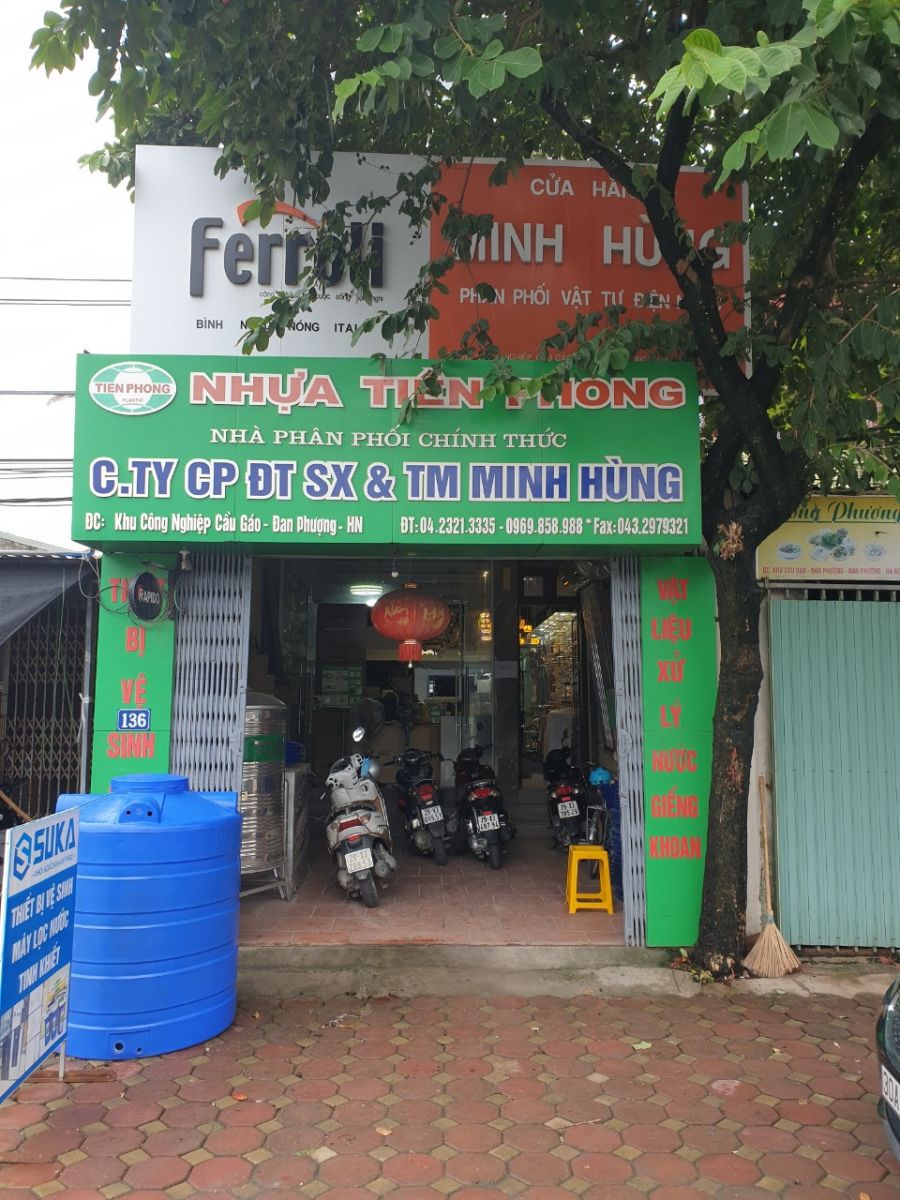 Ferroli
BÌNH NÓNG
CỬA
MINH HÙNG
PHÂN PHỐI VẬT TƯ ĐIỆN
TIEN PHONG
PLASTIC
NHỰA TIỀN PHONG
NHÀ PHÂN PHỐI CHÍNH THỨC
C.TY CP ĐT SX & TM MINH HÙNG
ĐC: Khu Công Nghiệp Cầu Gáo - Đan Phượng - HN
ĐT: 04.2321.3335 - 0969.858.988 * Fax: 043.2979321
RAPIDO
BỊ
VỆ
SINH
136
VẬT
LIỆU
XỬ
LÝ
NƯỚC
GIẾNG
KHOAN
Phương
SUKA
THIẾT BỊ VỆ SINH
MÁY LỌC NƯỚC
TINH KHIẾT
30A